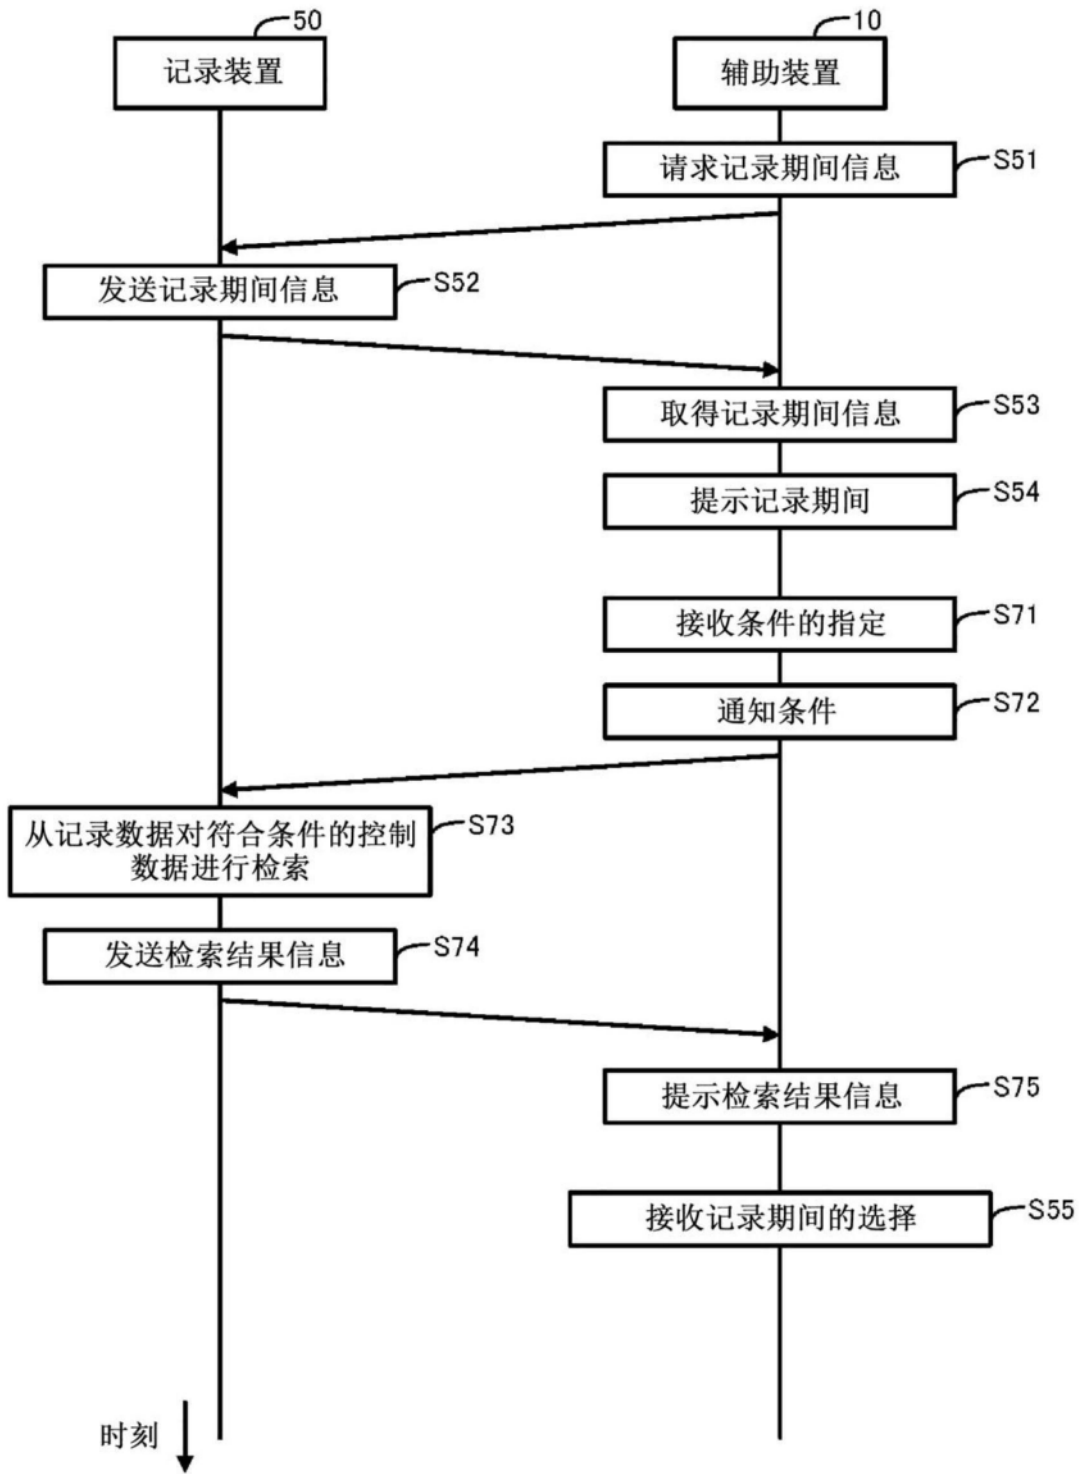 50
10
记录装置
辅助装置
请求记录期间信息
S51
发送记录期间信息
S52
取得记录期间信息
S53
提示记录期间
S54
接收条件的指定
S71
通知条件
S72
从记录数据对符合条件的控制
数据进行检索
S73
发送检索结果信息
S74
提示检索结果信息
S75
接收记录期间的选择
S55
时刻